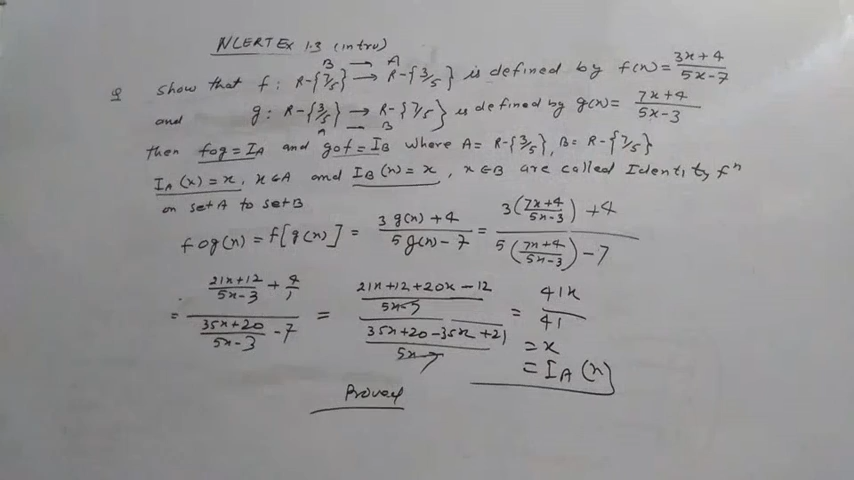 NCERT Ex 1.3 (intro)
B → A
Q Show that f : R-{7/5} → R-{3/5} is defined by f(x) = (3x+4)/(5x-7)
and g : R-{3/5} → R-{7/5} is defined by g(x) = (7x+4)/(5x-3)
A → B
then fog = I_A and gof = I_B where A = R-{3/5}, B = R-{7/5}
I_A(x) = x, x ∈ A and I_B(x) = x, x ∈ B are called Identity fⁿ
on set A to set B
fog(x) = f[g(x)] = (3g(x)+4)/(5g(x)-7) = (3((7x+4)/(5x-3))+4)/(5((7x+4)/(5x-3))-7)
= ((21x+12)/(5x-3) + 4/1)/((35x+20)/(5x-3) - 7) = ((21x+12+20x-12)/(5x-3))/((35x+20-35x+21)/(5x-3)) = 41x/41
= x
= I_A(x)
Proved